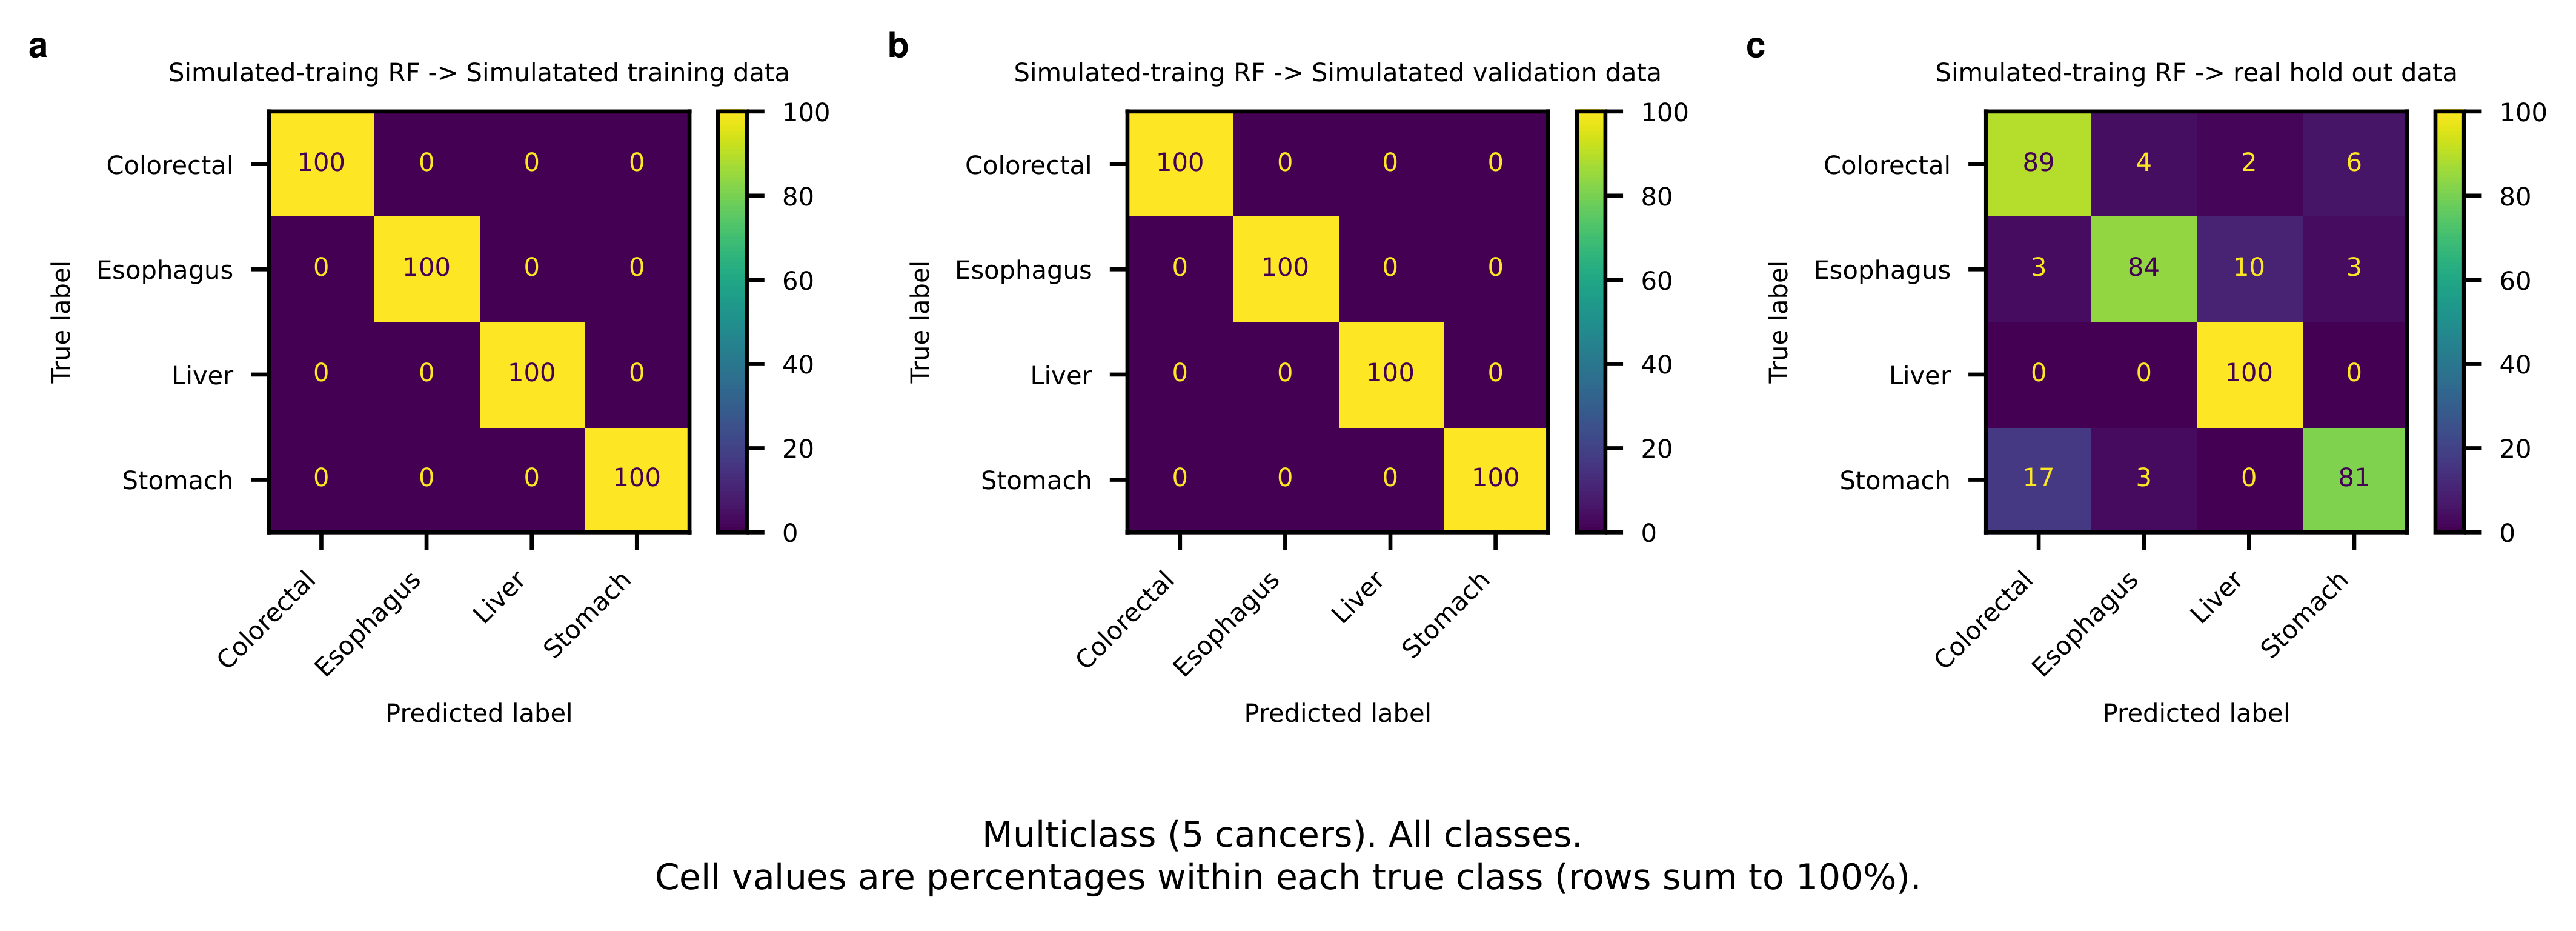 a
Simulated-traing RF -> Simulatated training data
True label
Colorectal 100 0 0 0
Esophagus 0 100 0 0
Liver 0 0 100 0
Stomach 0 0 0 100
100
80
60
40
20
0
Colorectal Esophagus Liver Stomach
Predicted label
b
Simulated-traing RF -> Simulatated validation data
True label
Colorectal 100 0 0 0
Esophagus 0 100 0 0
Liver 0 0 100 0
Stomach 0 0 0 100
100
80
60
40
20
0
Colorectal Esophagus Liver Stomach
Predicted label
c
Simulated-traing RF -> real hold out data
True label
Colorectal 89 4 2 6
Esophagus 3 84 10 3
Liver 0 0 100 0
Stomach 17 3 0 81
100
80
60
40
20
0
Colorectal Esophagus Liver Stomach
Predicted label
Multiclass (5 cancers). All classes.
Cell values are percentages within each true class (rows sum to 100%).